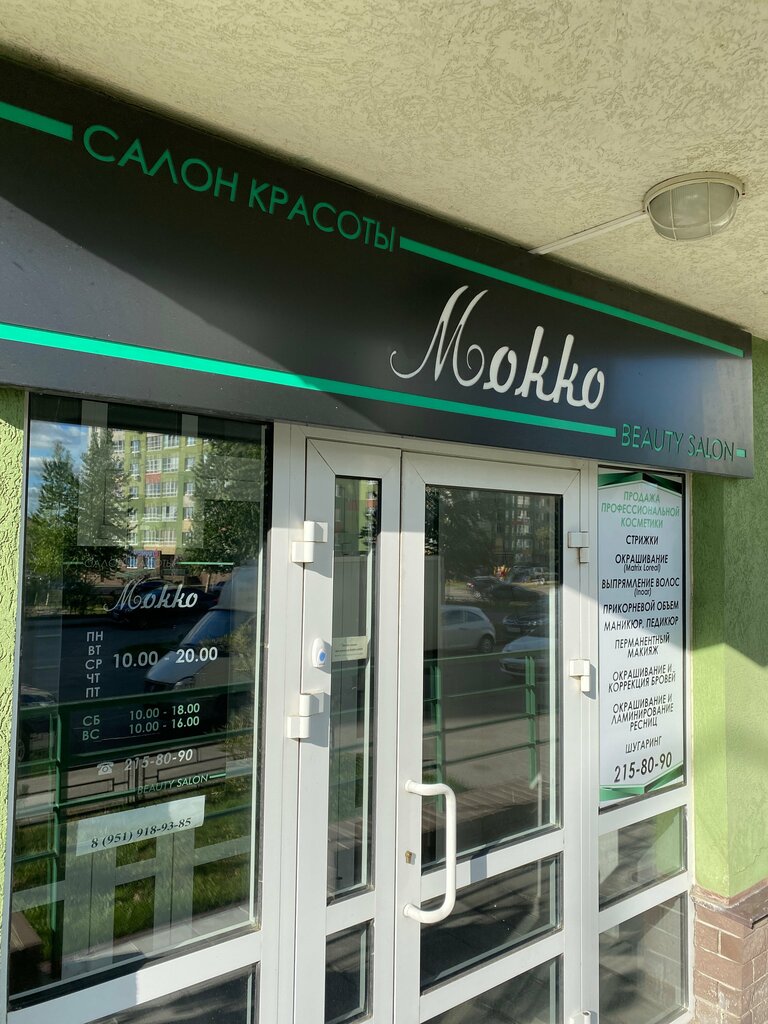 САЛОН КРАСОТЫ
Mokko
BEAUTY SALON
Mokko
ПН
ВТ
СР 10.00 - 20.00
ЧТ
ПТ
СБ 10.00 - 18.00
ВС 10.00 - 16.00
215-80-90
BEAUTY SALON
8 (951) 918-93-85
ПРОДАЖА
ПРОФЕССИОНАЛЬНОЙ
КОСМЕТИКИ
СТРИЖКИ
ОКРАШИВАНИЕ
(Matrix Loreal)
ВЫПРЯМЛЕНИЕ ВОЛОС
(Inoar)
ПРИКОРНЕВОЙ ОБЪЕМ
МАНИКЮР, ПЕДИКЮР
ПЕРМАНЕНТНЫЙ
МАКИЯЖ
ОКРАШИВАНИЕ И
КОРРЕКЦИЯ БРОВЕЙ
ОКРАШИВАНИЕ И
ЛАМИНИРОВАНИЕ
РЕСНИЦ
ШУГАРИНГ
215-80-90